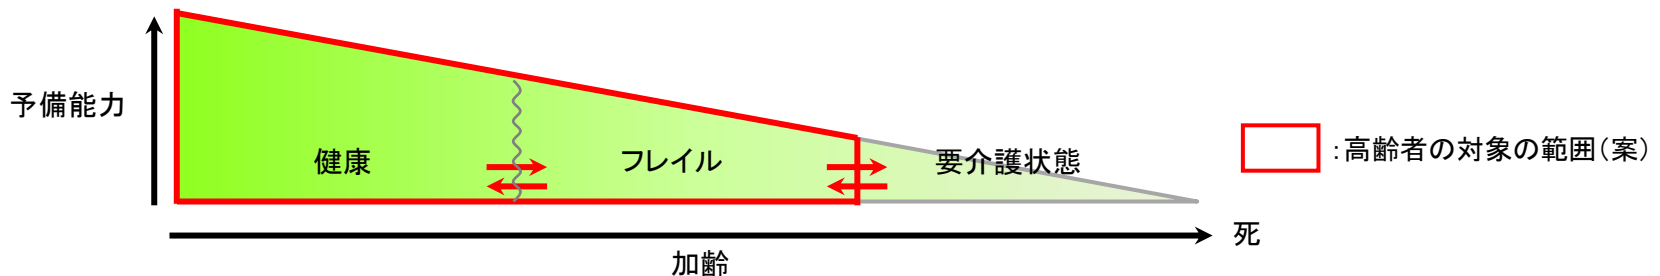 予備能力
健康
フレイル
要介護状態
：高齢者の対象の範囲（案）
死
加齢